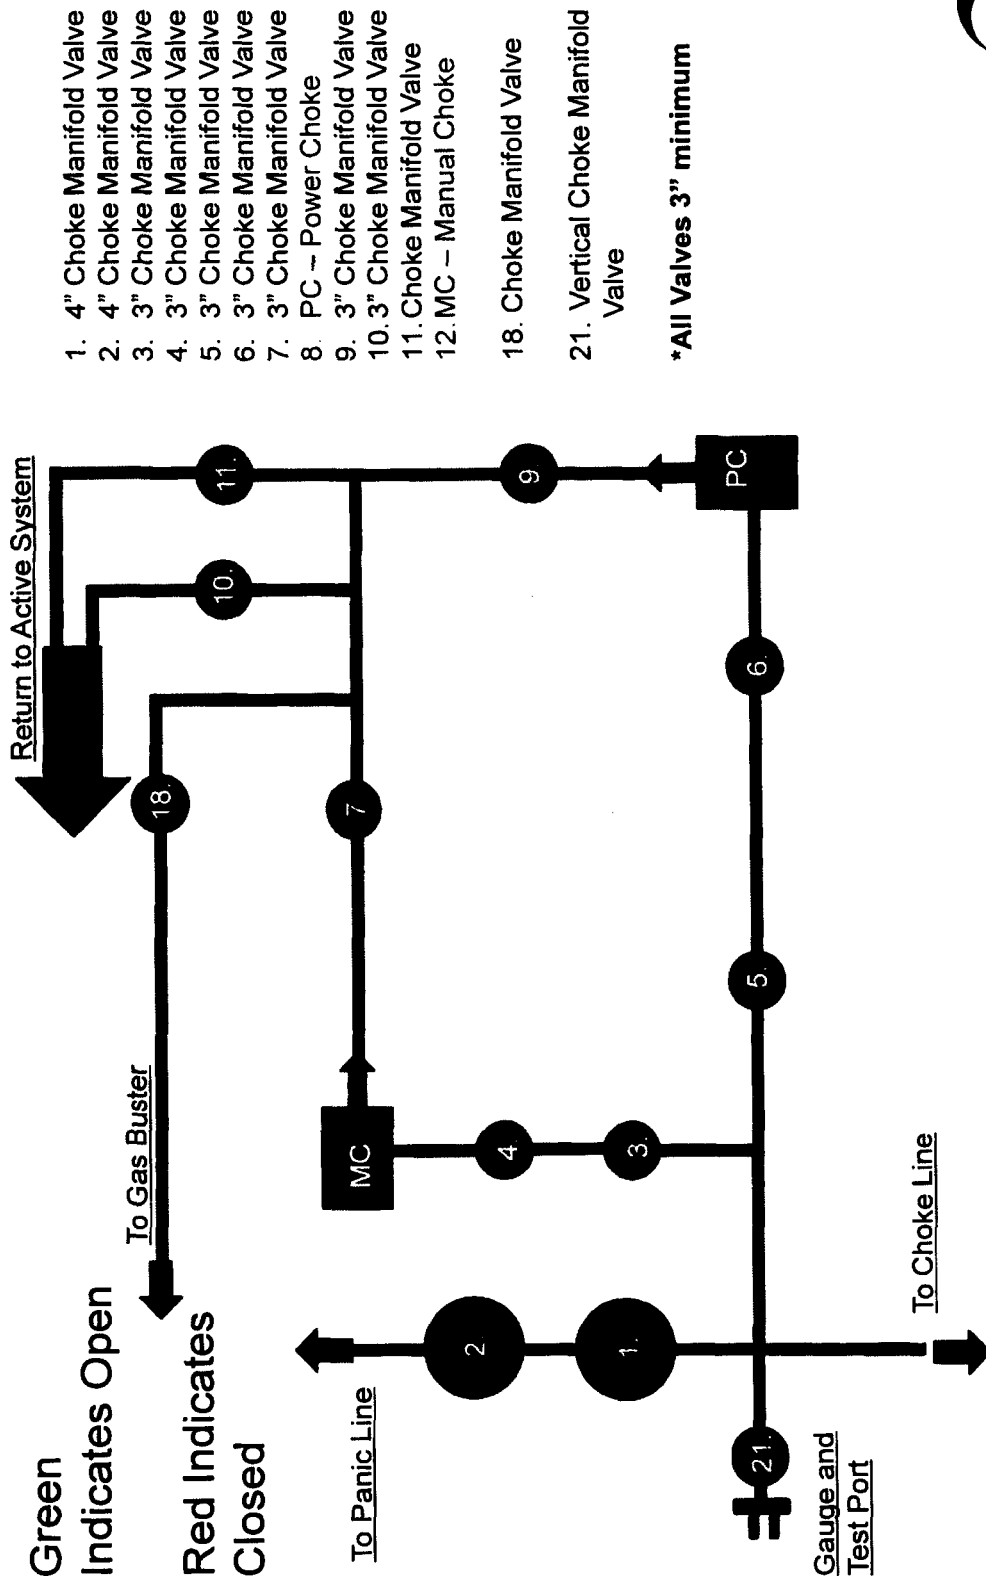 Green
Indicates Open
Red Indicates
Closed
To Gas Buster
Return to Active System
To Panic Line
To Choke Line
Gauge and
Test Port
18.
11.
10.
7
9.
MC
PC
4.
3.
5.
6.
2.
1.
21.
1. 4" Choke Manifold Valve
2. 4" Choke Manifold Valve
3. 3" Choke Manifold Valve
4. 3" Choke Manifold Valve
5. 3" Choke Manifold Valve
6. 3" Choke Manifold Valve
7. 3" Choke Manifold Valve
8. PC – Power Choke
9. 3" Choke Manifold Valve
10. 3" Choke Manifold Valve
11. Choke Manifold Valve
12. MC – Manual Choke
18. Choke Manifold Valve
21. Vertical Choke Manifold
Valve
*All Valves 3" minimum